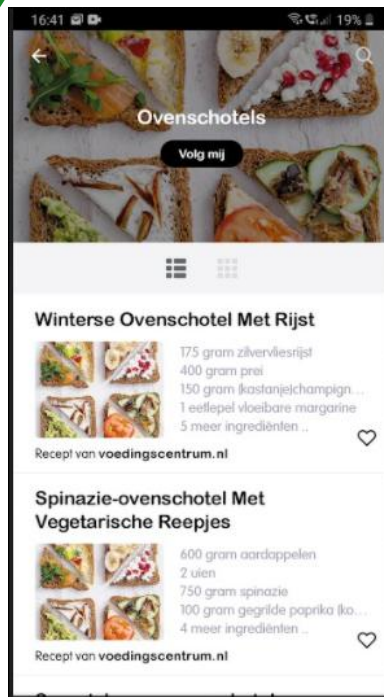 16:41 19%
Ovenschotels
Volg mij
Winterse Ovenschotel Met Rijst
175 gram zilvervliesrijst
400 gram prei
150 gram (kastanje)champign...
1 eetlepel vloeibare margarine
5 meer ingrediënten ..
Recept van voedingscentrum.nl
Spinazie-ovenschotel Met
Vegetarische Reepjes
600 gram aardappelen
2 uien
750 gram spinazie
100 gram gegrilde paprika (ko...
4 meer ingrediënten ..
Recept van voedingscentrum.nl